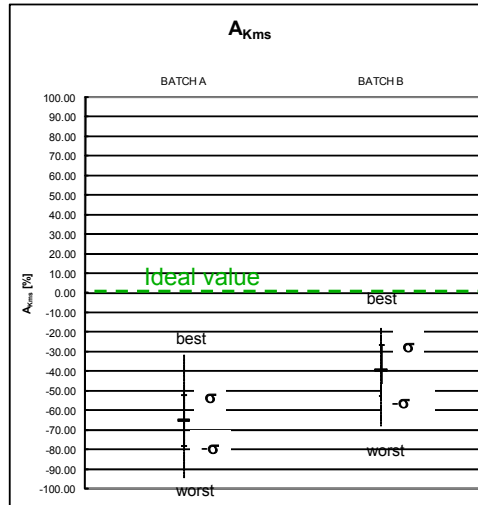 A_Kms
BATCH A BATCH B
100.00
90.00
80.00
70.00
60.00
50.00
40.00
30.00
20.00
10.00
0.00
-10.00
-20.00
-30.00
-40.00
-50.00
-60.00
-70.00
-80.00
-90.00
-100.00
A_Kms [%]
Ideal value
best
best
σ
σ
-σ
-σ
worst
worst